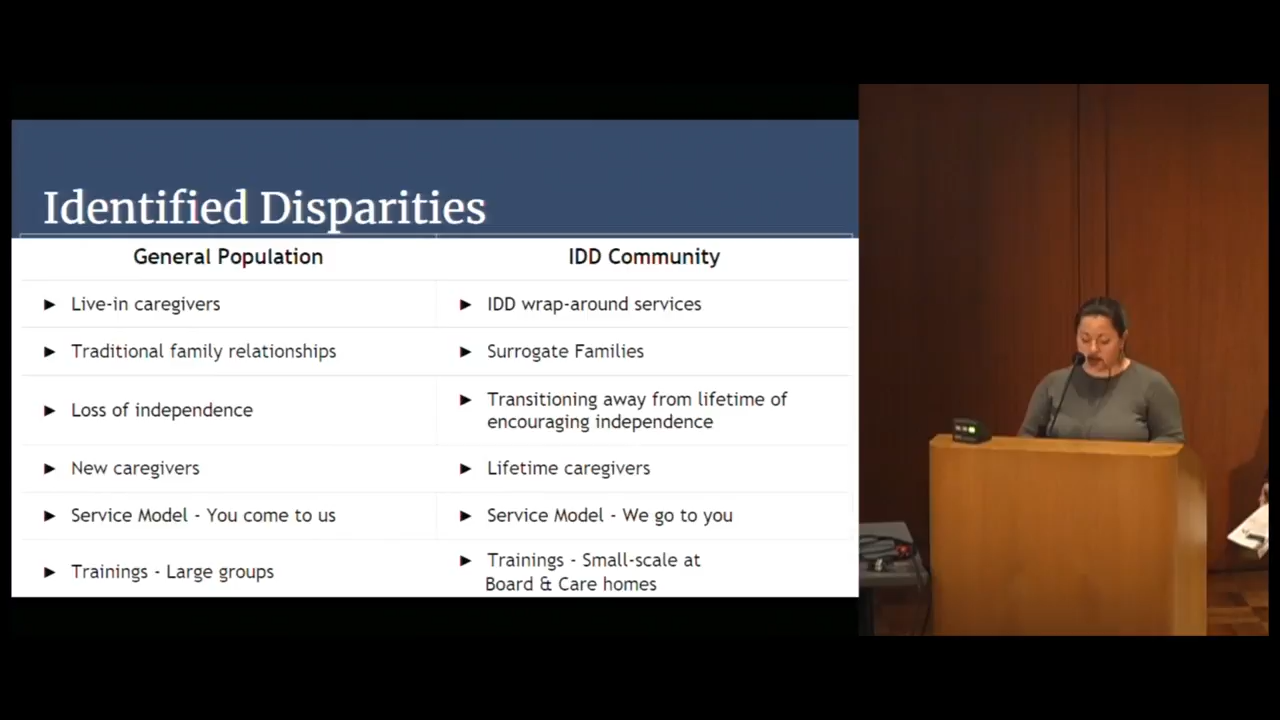 Identified Disparities
General Population
IDD Community
► Live-in caregivers
► IDD wrap-around services
► Traditional family relationships
► Surrogate Families
► Loss of independence
► Transitioning away from lifetime of
encouraging independence
► New caregivers
► Lifetime caregivers
► Service Model - You come to us
► Service Model - We go to you
► Trainings - Large groups
► Trainings - Small-scale at
Board & Care homes